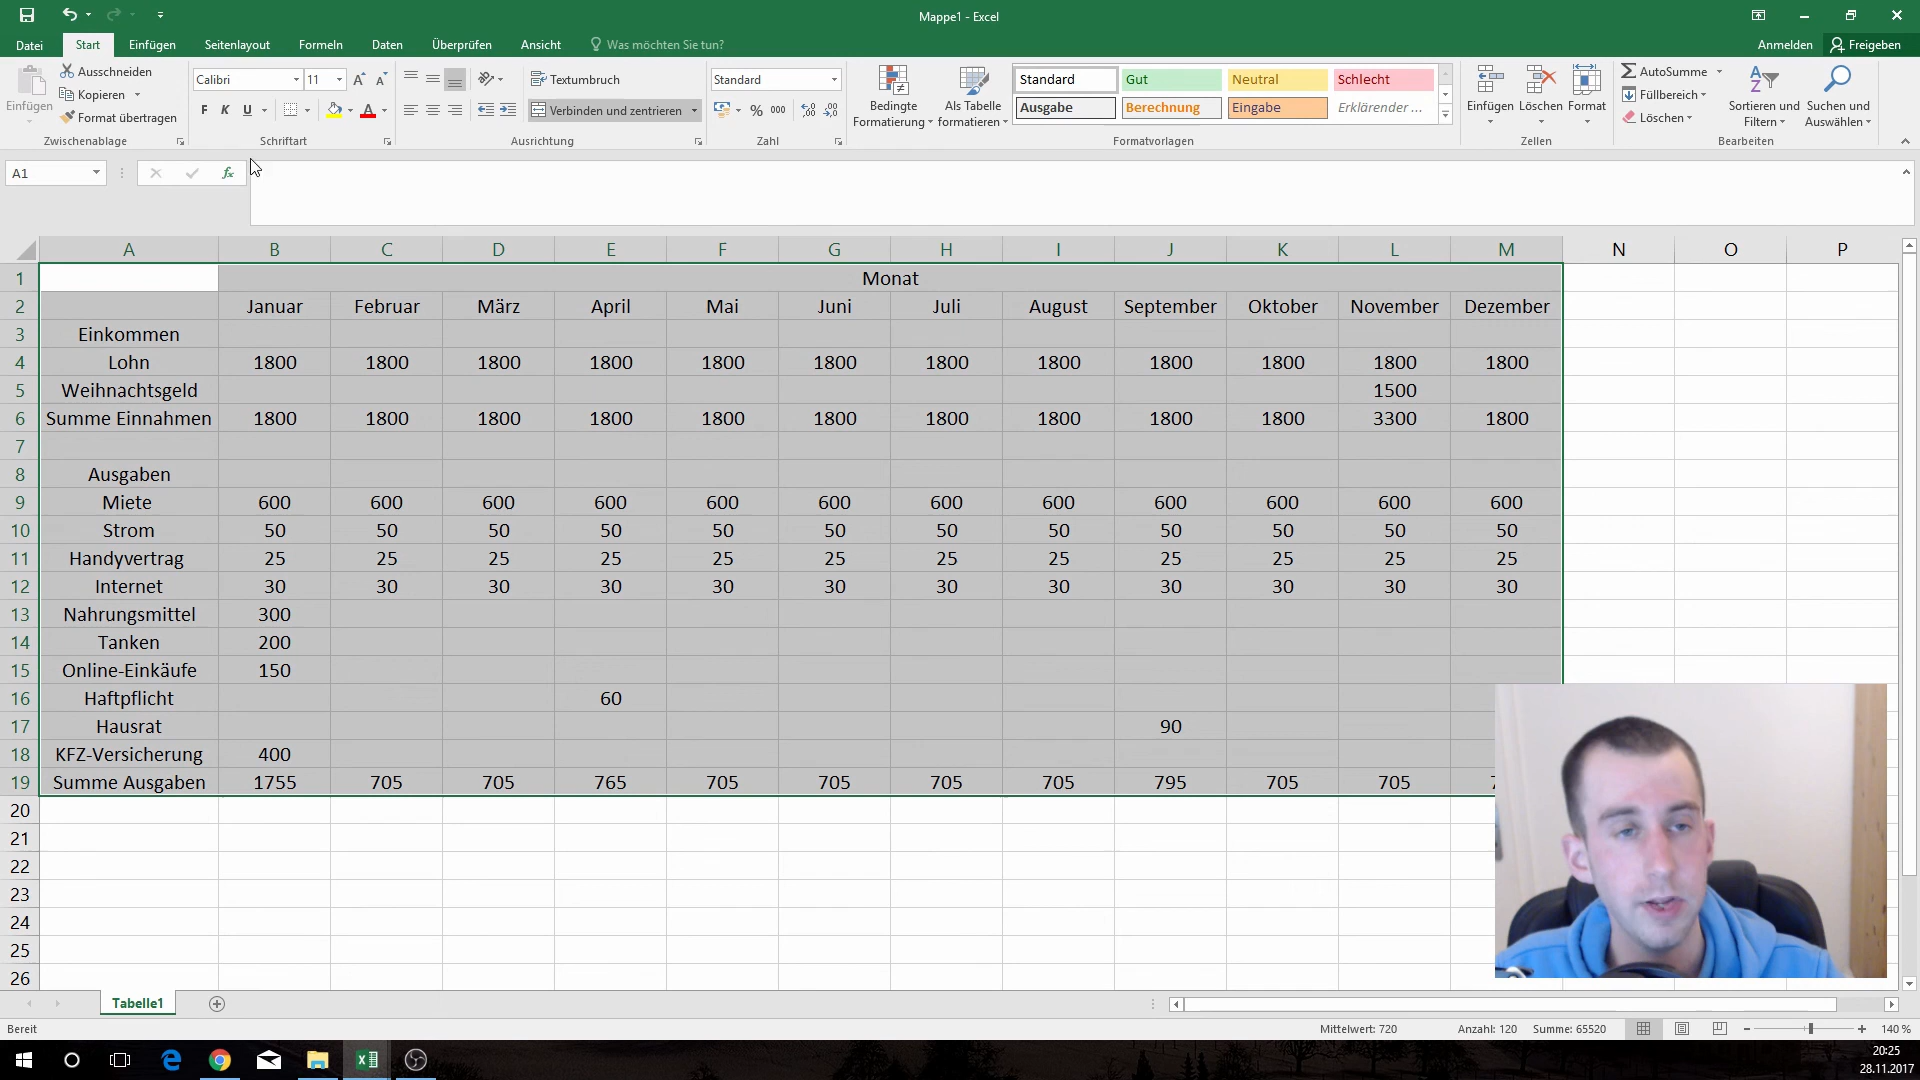 Mappe1 - Excel
Datei Start Einfügen Seitenlayout Formeln Daten Überprüfen Ansicht Was möchten Sie tun? Anmelden Freigeben
Einfügen
Ausschneiden
Kopieren
Format übertragen
Zwischenablage
Calibri 11
F K U
Schriftart
Textumbruch
Verbinden und zentrieren
Ausrichtung
Standard
% 000
Zahl
Bedingte Formatierung
Als Tabelle formatieren
Standard Gut Neutral Schlecht
Ausgabe Berechnung Eingabe Erklärender ...
Formatvorlagen
Einfügen Löschen Format
Zellen
AutoSumme
Füllbereich
Löschen
Sortieren und Filtern
Suchen und Auswählen
Bearbeiten
A1 fx
A B C D E F G H I J K L M N O P
1 Monat
2 Januar Februar März April Mai Juni Juli August September Oktober November Dezember
3 Einkommen
4 Lohn 1800 1800 1800 1800 1800 1800 1800 1800 1800 1800 1800 1800
5 Weihnachtsgeld 1500
6 Summe Einnahmen 1800 1800 1800 1800 1800 1800 1800 1800 1800 1800 3300 1800
7
8 Ausgaben
9 Miete 600 600 600 600 600 600 600 600 600 600 600 600
10 Strom 50 50 50 50 50 50 50 50 50 50 50 50
11 Handyvertrag 25 25 25 25 25 25 25 25 25 25 25 25
12 Internet 30 30 30 30 30 30 30 30 30 30 30 30
13 Nahrungsmittel 300
14 Tanken 200
15 Online-Einkäufe 150
16 Haftpflicht 60
17 Hausrat 90
18 KFZ-Versicherung 400
19 Summe Ausgaben 1755 705 705 765 705 705 705 705 795 705 705
20
21
22
23
24
25
26
Tabelle1
Bereit Mittelwert: 720 Anzahl: 120 Summe: 65520 140 %
20:25
28.11.2017